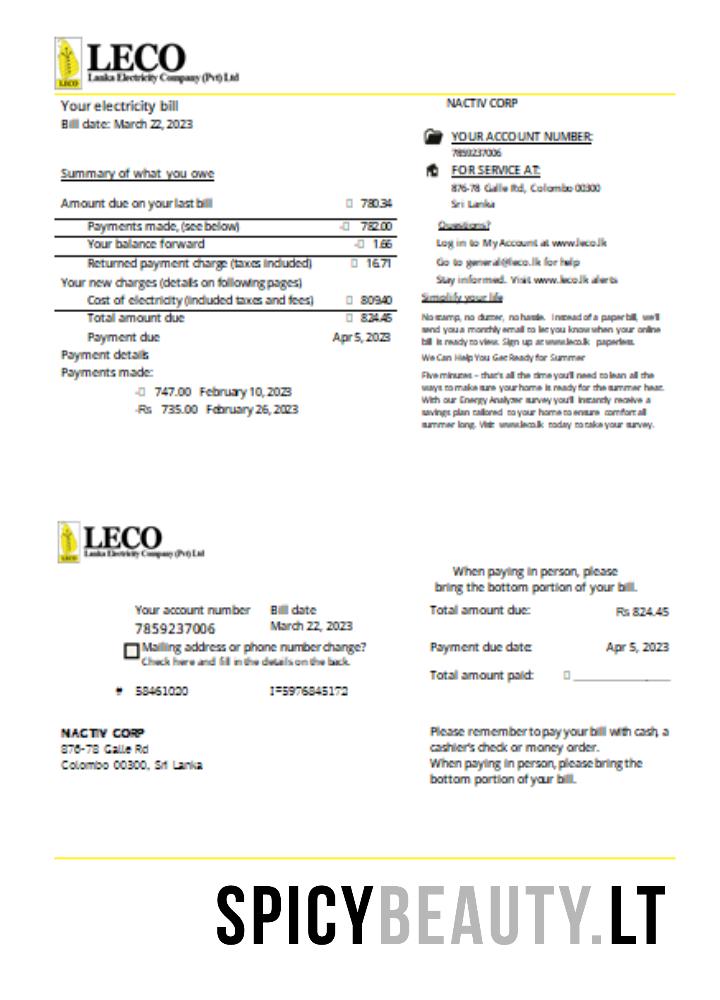 LECO
Lanka Electricity Company (Pvt) Ltd
LECO
Your electricity bill
Bill date: March 22, 2023
Summary of what you owe
Amount due on your last bill 780.34
Payments made, (see below) - 782.00
Your balance forward - 1.66
Returned payment charge (taxes included) 16.71
Your new charges (details on following pages)
Cost of electricity (included taxes and fees) 809.40
Total amount due 824.45
Payment due Apr 5, 2023
Payment details
Payments made:
- 747.00 February 10, 2023
-Rs 735.00 February 26, 2023
NACTIV CORP
YOUR ACCOUNT NUMBER:
7859237006
FOR SERVICE AT:
876-78 Galle Rd, Colombo 00300
Sri Lanka
Questions?
Log in to My Account at www.leco.lk
Go to general@leco.lk for help
Stay informed. Visit www.leco.lk alerts
Simplify your life
No stamp, no clutter, no hassle. Instead of a paper bill, we'll
send you a monthly email to let you know when your online
bill is ready to view. Sign up at www.leco.lk paperless.
We Can Help You Get Ready for Summer
Five minutes – that's all the time you'll need to lean all the
ways to make sure your home is ready for the summer heat.
With our Energy Analyzer survey you'll instantly receive a
savings plan tailored to your home to ensure comfort all
summer long. Visit www.leco.lk today to take your survey.
LECO
Lanka Electricity Company (Pvt) Ltd
LECO
Your account number Bill date
7859237006 March 22, 2023
Mailing address or phone number change?
Check here and fill in the details on the back.
# 58461020 1=5976845172
NACTIV CORP
876-78 Galle Rd
Colombo 00300, Sri Lanka
When paying in person, please
bring the bottom portion of your bill.
Total amount due: Rs 824.45
Payment due date: Apr 5, 2023
Total amount paid: ______________
Please remember to pay your bill with cash, a
cashier's check or money order.
When paying in person, please bring the
bottom portion of your bill.
SPICYBEAUTY.LT